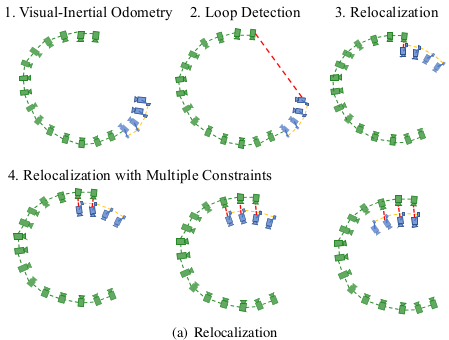 1. Visual-Inertial Odometry 2. Loop Detection 3. Relocalization
4. Relocalization with Multiple Constraints
(a) Relocalization